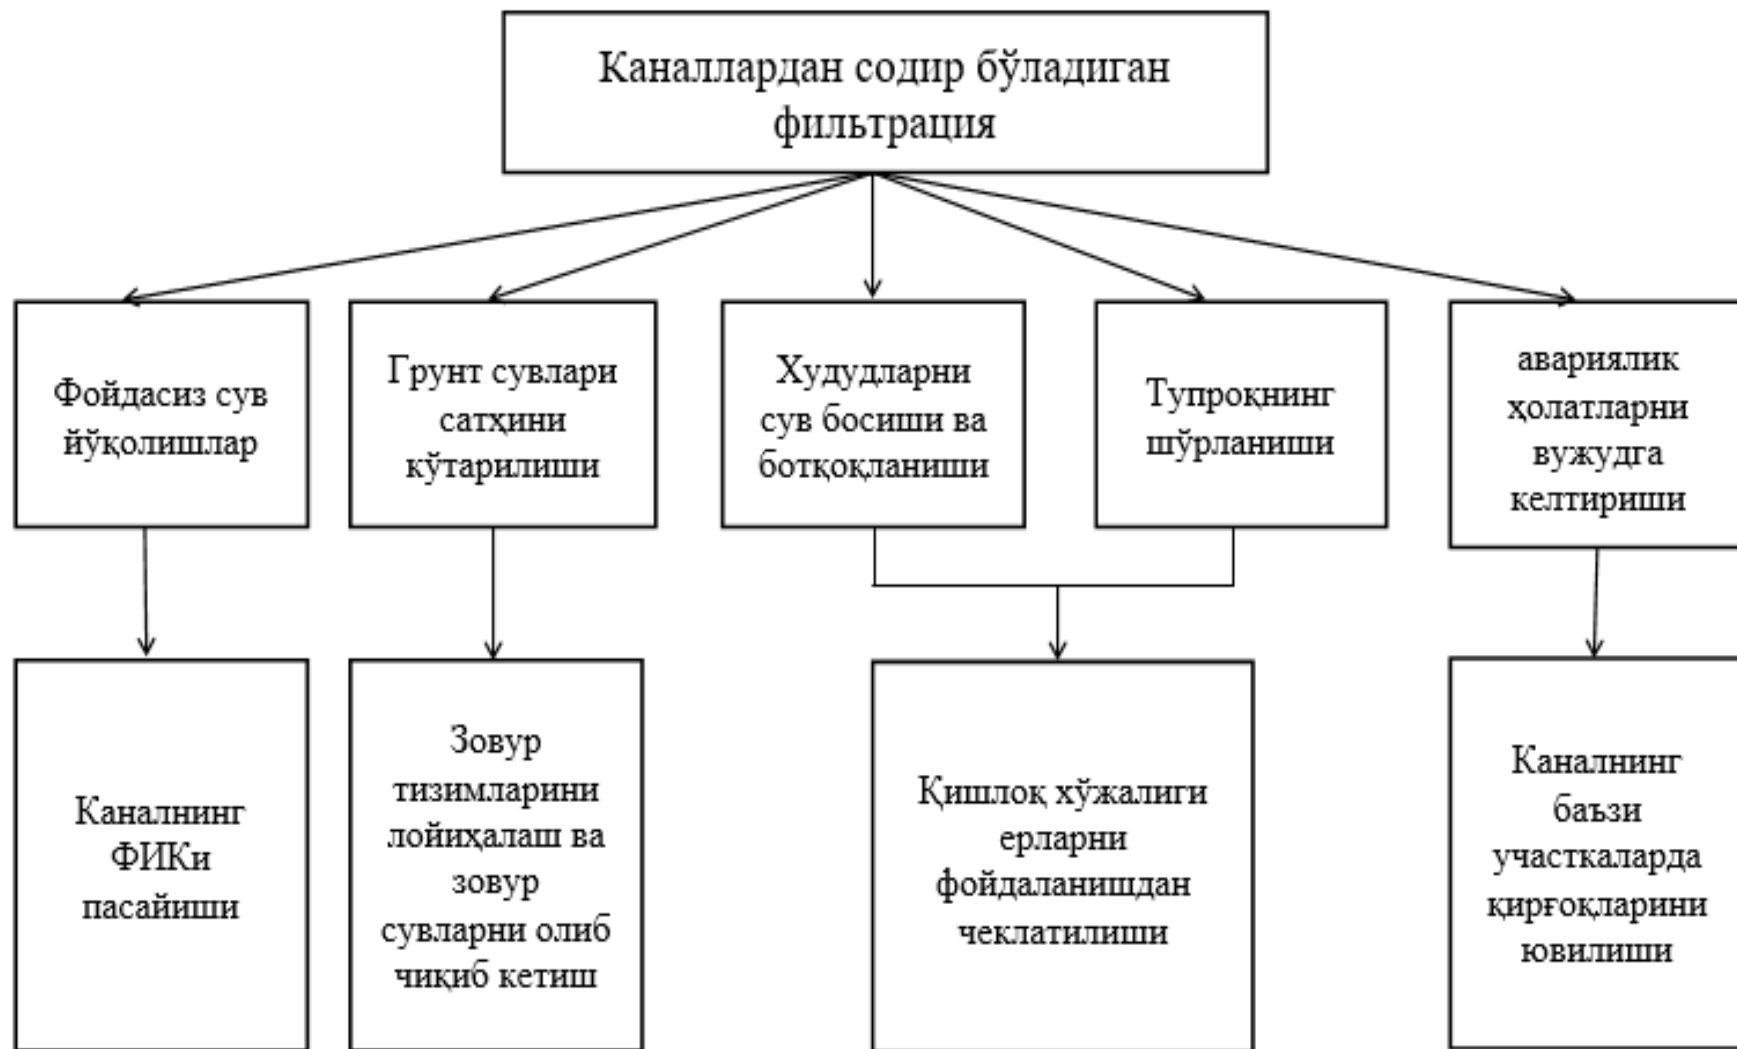 Каналлардан содир бўладиган
фильтрация
Фойдасиз сув
йўқолишлар
Грунт сувлари
сатҳини
кўтарилиши
Худудларни
сув босиши ва
ботқоқланиши
Тупроқнинг
шўрланиши
авариялик
ҳолатларни
вужудга
келтириши
Каналнинг
ФИКи
пасайиши
Зовур
тизимларини
лойиҳалаш ва
зовур
сувларни олиб
чиқиб кетиш
Қишлоқ хўжалиги
ерларни
фойдаланишдан
чеклатилиши
Каналнинг
баъзи
участкаларда
қирғоқларини
ювилиши